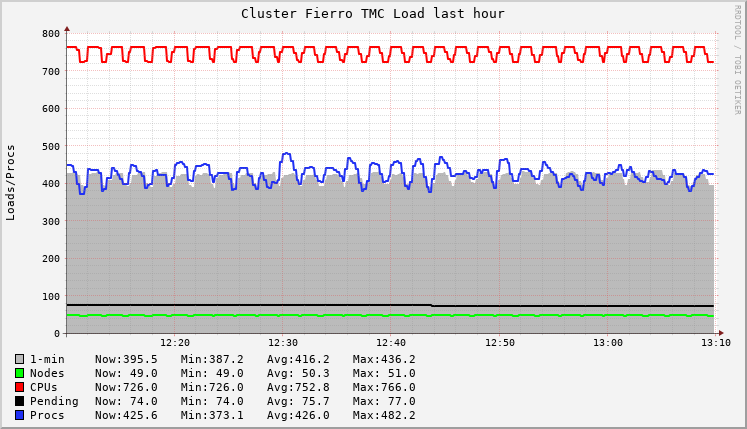 Cluster Fierro TMC Load last hour
RRDTOOL / TOBI OETIKER
Loads/Procs
800
700
600
500
400
300
200
100
0
12:20 12:30 12:40 12:50 13:00 13:10
1-min Now:395.5 Min:387.2 Avg:416.2 Max:436.2
Nodes Now: 49.0 Min: 49.0 Avg: 50.3 Max: 51.0
CPUs Now:726.0 Min:726.0 Avg:752.8 Max:766.0
Pending Now: 74.0 Min: 74.0 Avg: 75.7 Max: 77.0
Procs Now:425.6 Min:373.1 Avg:426.0 Max:482.2